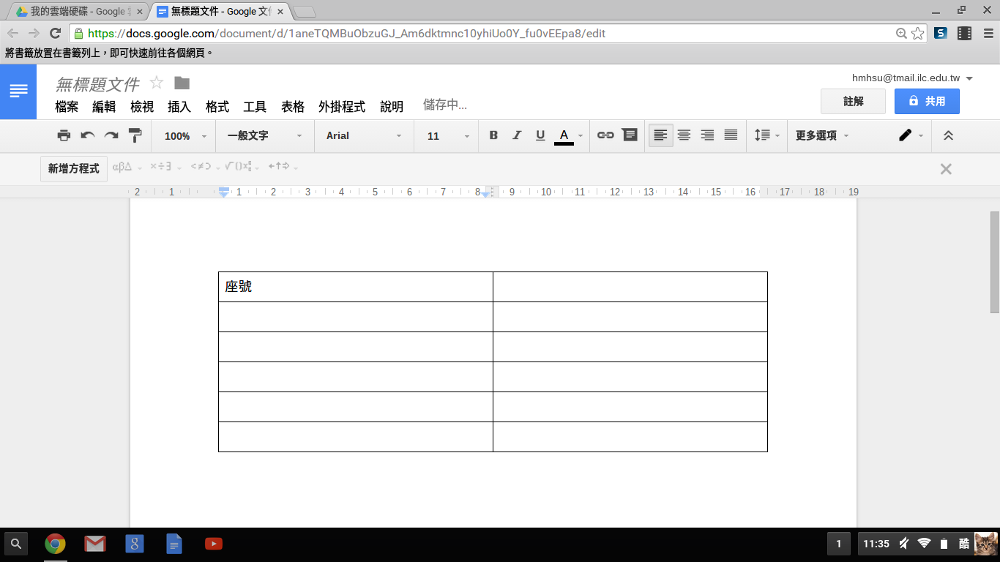 我的雲端硬碟 - Google
無標題文件 - Google 文
https://docs.google.com/document/d/1aneTQMBuObzuGJ_Am6dktmnc10yhiUo0Y_fu0vEEpa8/edit
將書籤放置在書籤列上，即可快速前往各個網頁。
無標題文件
hmhsu@tmail.ilc.edu.tw
檔案 編輯 檢視 插入 格式 工具 表格 外掛程式 說明 儲存中...
註解 共用
100% 一般文字 Arial 11 B I U A 更多選項
新增方程式 αβΔ ×÷∃ <≠⊃ √()x ←↑⇨
2 1 1 2 3 4 5 6 7 8 9 10 11 12 13 14 15 16 17 18 19
座號
1 11:35 酷